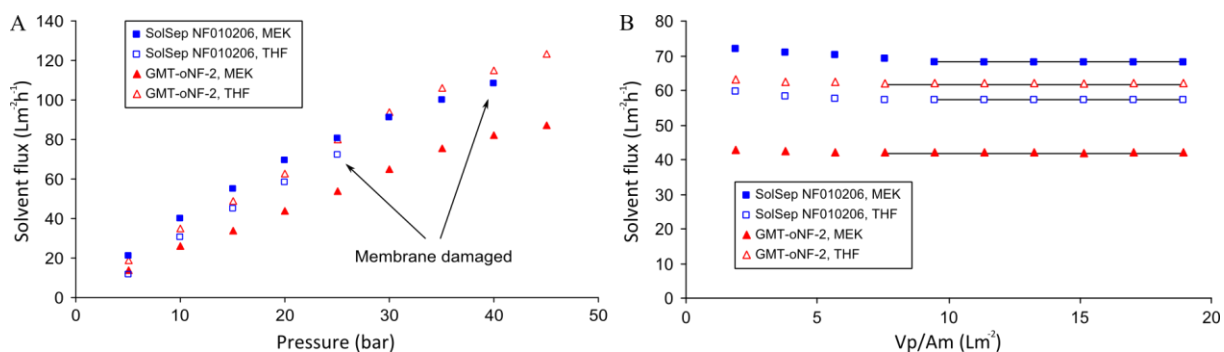 A
Solvent flux (Lm⁻²h⁻¹)
140
120
100
80
60
40
20
0
SolSep NF010206, MEK
SolSep NF010206, THF
GMT-oNF-2, MEK
GMT-oNF-2, THF
Membrane damaged
0 10 20 30 40 50
Pressure (bar)
B
Solvent flux (Lm⁻²h⁻¹)
80
70
60
50
40
30
20
10
0
SolSep NF010206, MEK
SolSep NF010206, THF
GMT-oNF-2, MEK
GMT-oNF-2, THF
0 5 10 15 20
Vp/Am (Lm⁻²)